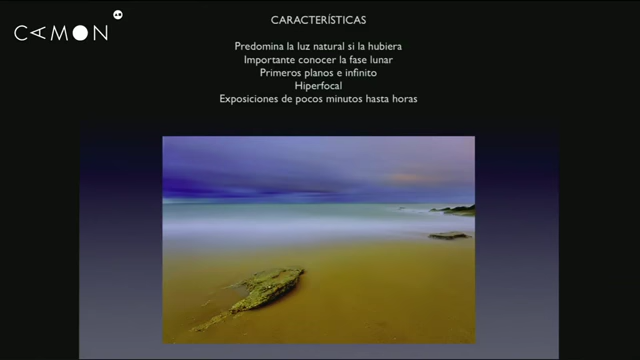 CAMON
CARACTERÍSTICAS
Predomina la luz natural si la hubiera
Importante conocer la fase lunar
Primeros planos e infinito
Hiperfocal
Exposiciones de pocos minutos hasta horas